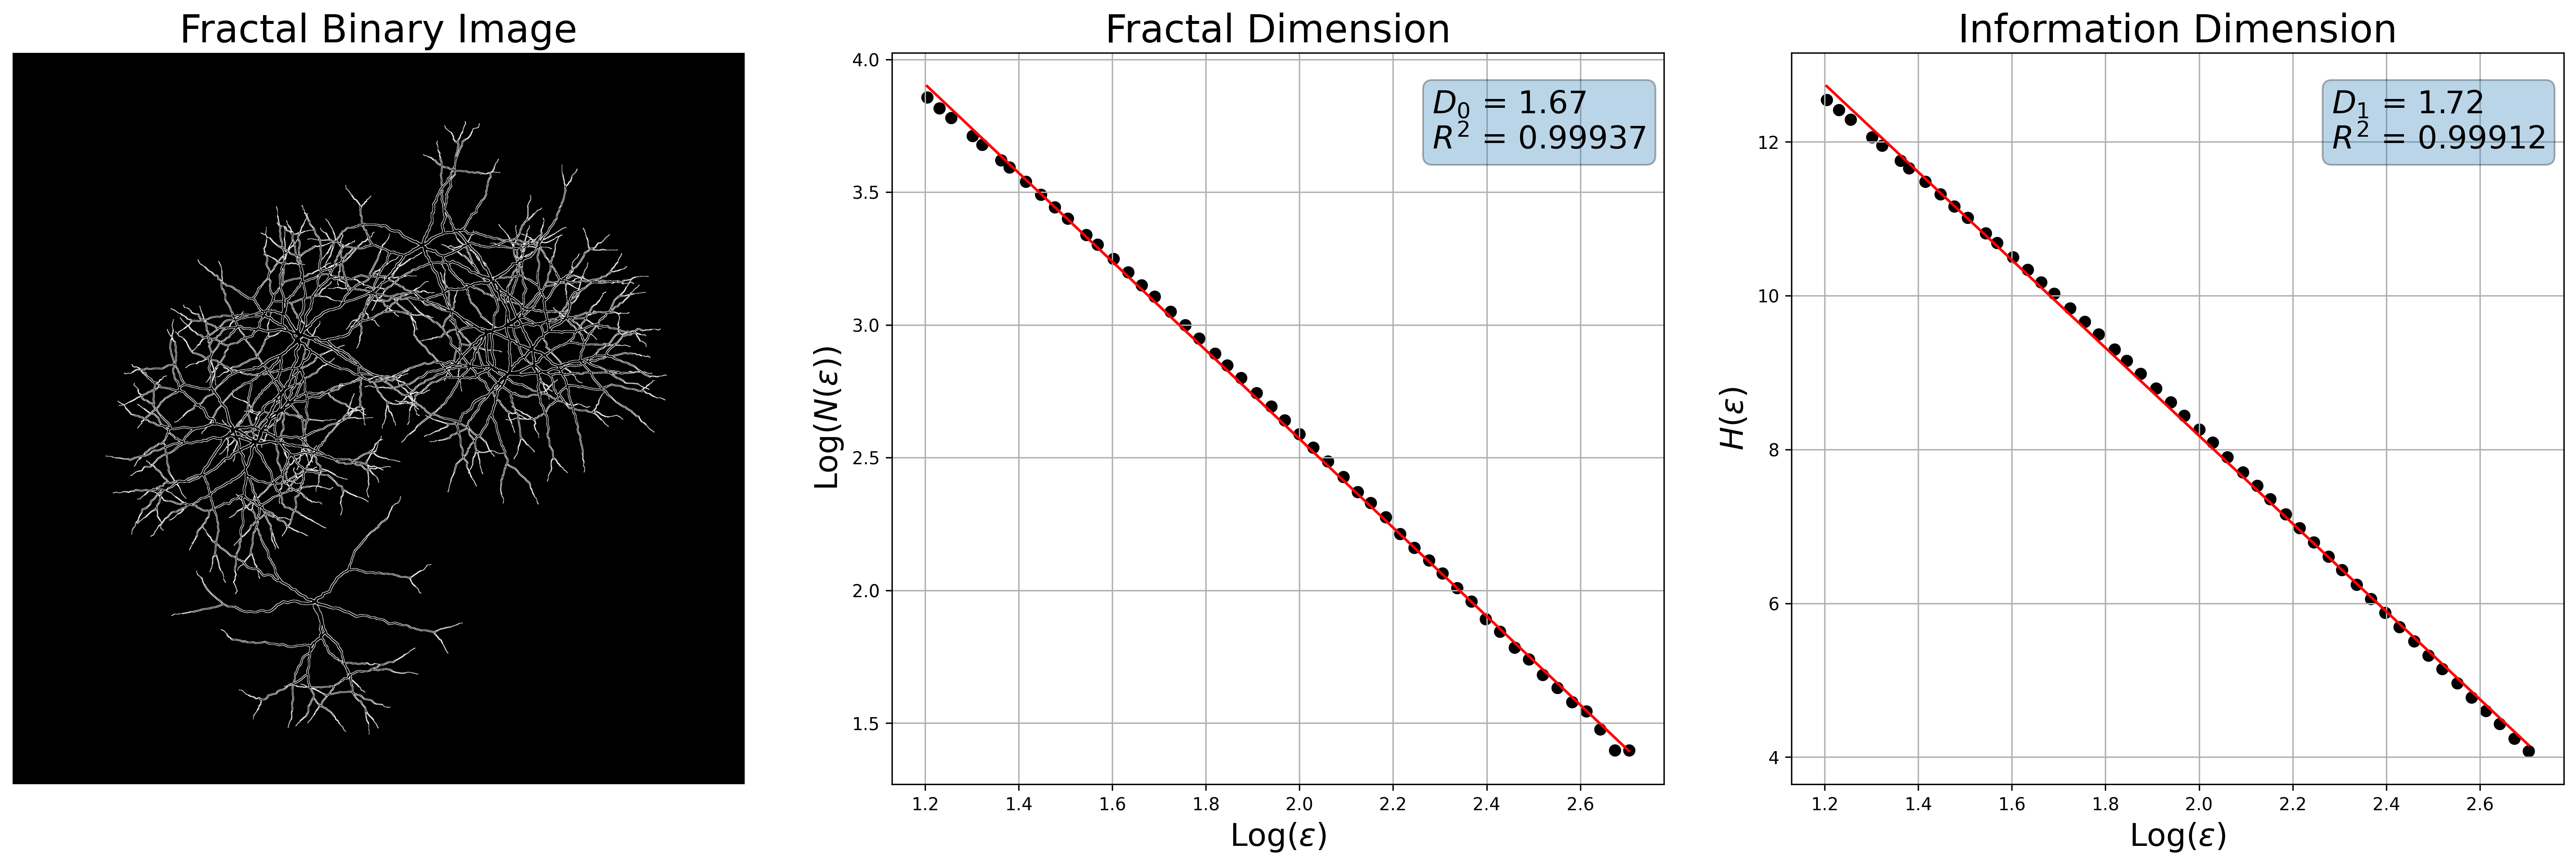 Fractal Binary Image
Fractal Dimension
4.0
3.5
3.0
2.5
2.0
1.5
Log(N(ε))
1.2 1.4 1.6 1.8 2.0 2.2 2.4 2.6
Log(ε)
D₀ = 1.67
R² = 0.99937
Information Dimension
12
10
8
6
4
H(ε)
1.2 1.4 1.6 1.8 2.0 2.2 2.4 2.6
Log(ε)
D₁ = 1.72
R² = 0.99912